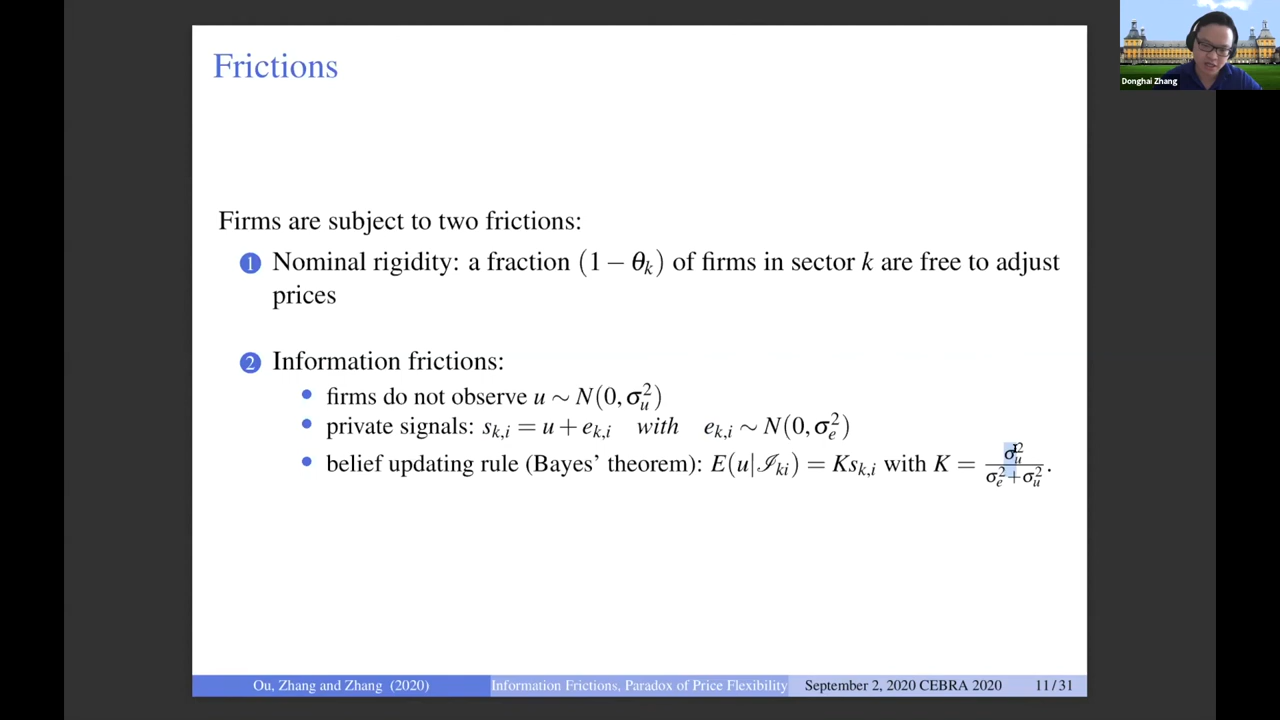 Donghai Zhang
Frictions
Firms are subject to two frictions:
1 Nominal rigidity: a fraction (1 − θ_k) of firms in sector k are free to adjust
prices
2 Information frictions:
• firms do not observe u ∼ N(0, σ_u^2)
• private signals: s_{k,i} = u + e_{k,i} with e_{k,i} ∼ N(0, σ_e^2)
• belief updating rule (Bayes' theorem): E(u|ℐ_{ki}) = Ks_{k,i} with K = \frac{σ_u^2}{σ_e^2+σ_u^2}.
Ou, Zhang and Zhang (2020) Information Frictions, Paradox of Price Flexibility September 2, 2020 CEBRA 2020 11/31